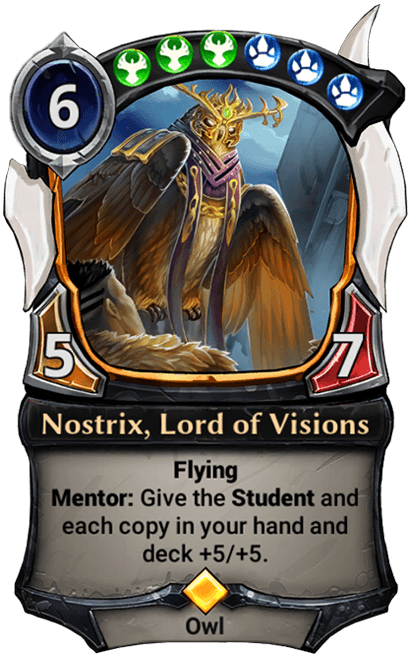 6
5
7
Nostrix, Lord of Visions
Flying
Mentor: Give the Student and
each copy in your hand and
deck +5/+5.
Owl